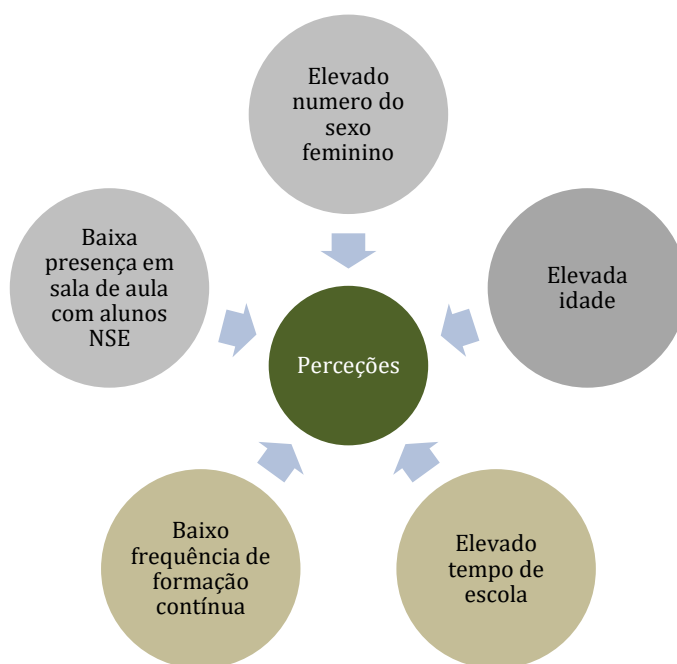 Elevado
numero do
sexo
feminino
Elevada
idade
Elevado
tempo de
escola
Baixo
frequência de
formação
contínua
Baixa
presença em
sala de aula
com alunos
NSE
Perceções